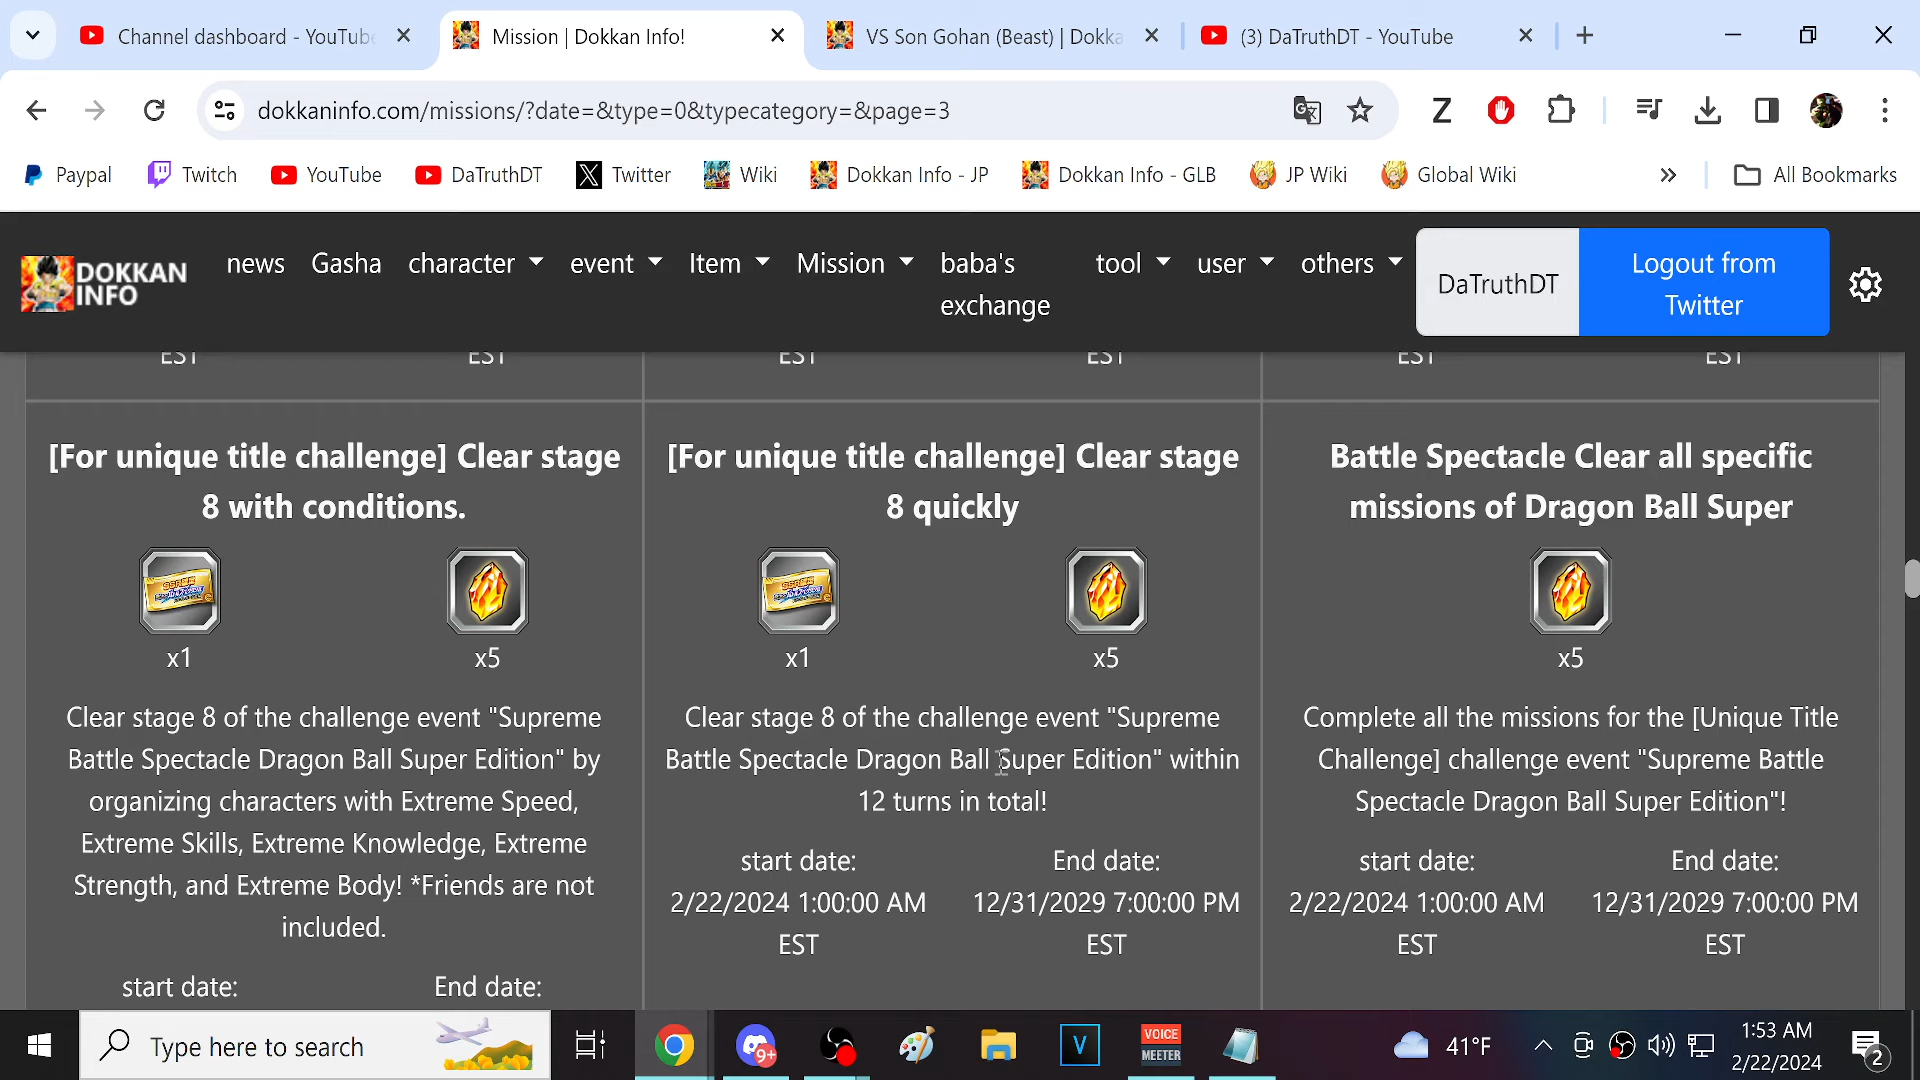 Channel dashboard - YouTube
Mission | Dokkan Info!
VS Son Gohan (Beast) | Dokka
(3) DaTruthDT - YouTube
dokkaninfo.com/missions/?date=&type=0&typecategory=&page=3
Z
Paypal
Twitch
YouTube
DaTruthDT
Twitter
Wiki
Dokkan Info - JP
Dokkan Info - GLB
JP Wiki
Global Wiki
All Bookmarks
DOKKAN
INFO
news
Gasha
character
event
Item
Mission
baba's
exchange
tool
user
others
DaTruthDT
Logout from
Twitter
EST EST EST EST EST EST
[For unique title challenge] Clear stage
8 with conditions.
x1 x5
Clear stage 8 of the challenge event "Supreme
Battle Spectacle Dragon Ball Super Edition" by
organizing characters with Extreme Speed,
Extreme Skills, Extreme Knowledge, Extreme
Strength, and Extreme Body! *Friends are not
included.
start date: End date:
[For unique title challenge] Clear stage
8 quickly
x1 x5
Clear stage 8 of the challenge event "Supreme
Battle Spectacle Dragon Ball Super Edition" within
12 turns in total!
start date: End date:
2/22/2024 1:00:00 AM 12/31/2029 7:00:00 PM
EST EST
Battle Spectacle Clear all specific
missions of Dragon Ball Super
x5
Complete all the missions for the [Unique Title
Challenge] challenge event "Supreme Battle
Spectacle Dragon Ball Super Edition"!
start date: End date:
2/22/2024 1:00:00 AM 12/31/2029 7:00:00 PM
EST EST
Type here to search
9+
V
VOICE
MEETER
41°F
1:53 AM
2/22/2024
2